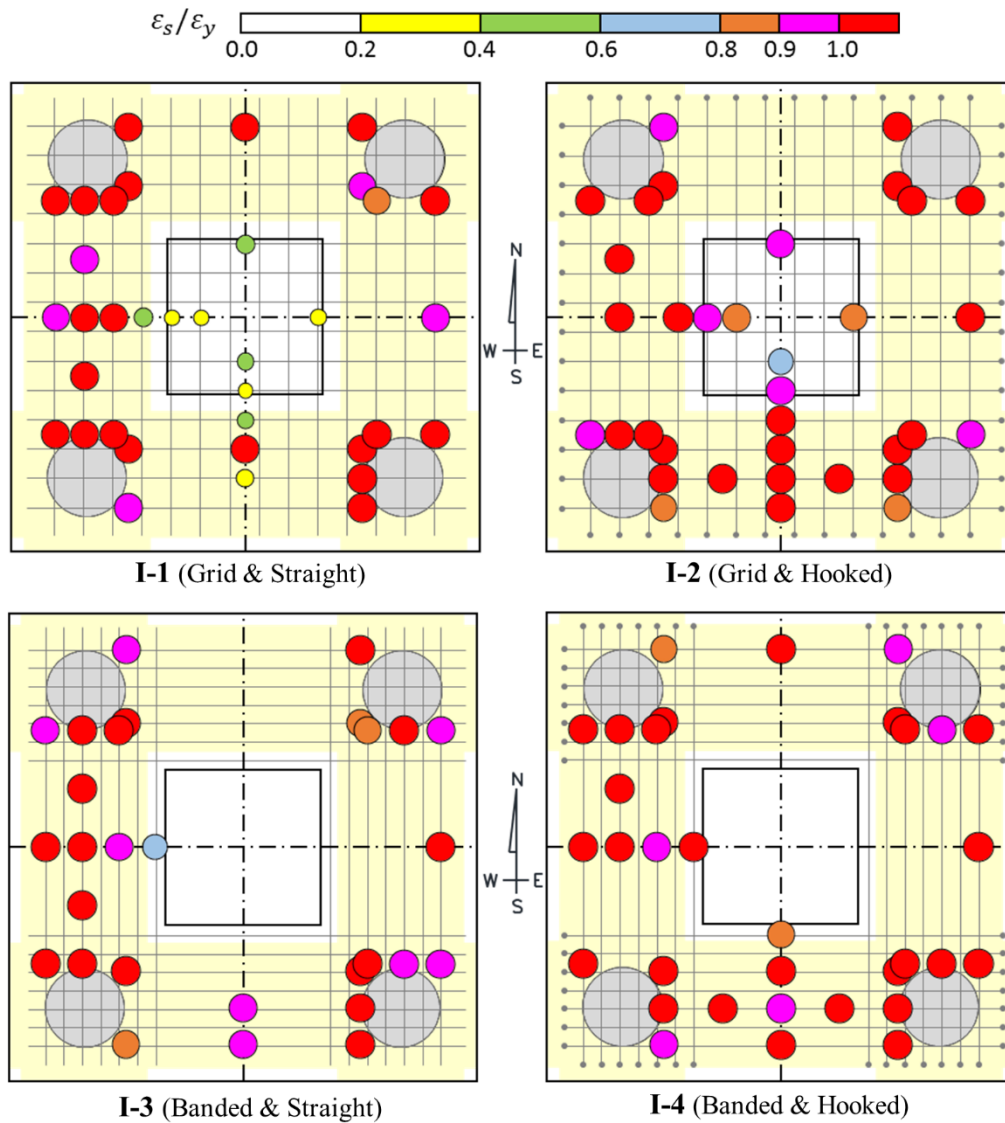 εs/εy
0.0 0.2 0.4 0.6 0.8 0.9 1.0
N
W E
S
I-1 (Grid & Straight) I-2 (Grid & Hooked)
N
W E
S
I-3 (Banded & Straight) I-4 (Banded & Hooked)